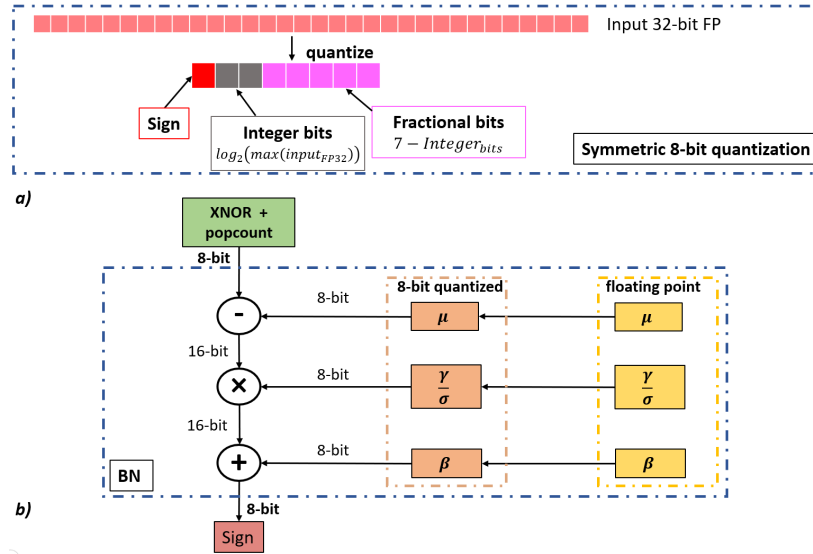 Input 32-bit FP
quantize
Sign
Integer bits
log₂(max(input_FP32))
Fractional bits
7 − Integer_bits
Symmetric 8-bit quantization
a)
XNOR +
popcount
8-bit
8-bit quantized
floating point
-
8-bit
μ
μ
16-bit
×
8-bit
γ
σ
γ
σ
16-bit
+
8-bit
β
β
BN
8-bit
b)
Sign